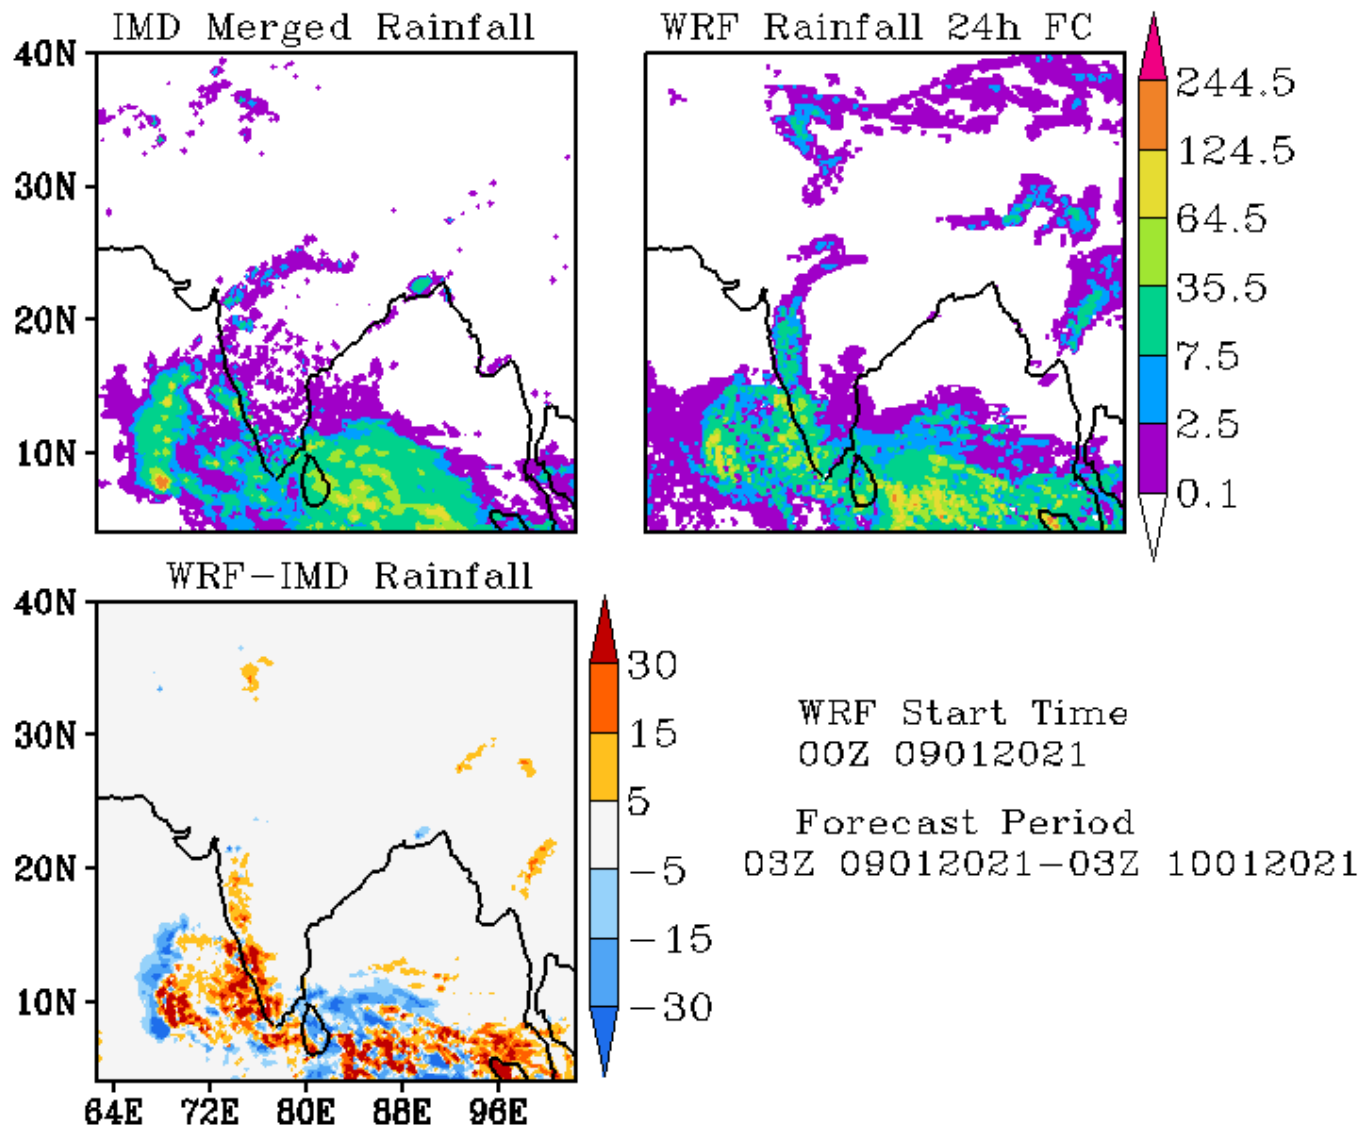 IMD Merged Rainfall
WRF Rainfall 24h FC
40N
30N
20N
10N
244.5
124.5
64.5
35.5
7.5
2.5
0.1
WRF-IMD Rainfall
40N
30N
20N
10N
64E 72E 80E 88E 96E
30
15
5
-5
-15
-30
WRF Start Time
00Z 09012021
Forecast Period
03Z 09012021-03Z 10012021